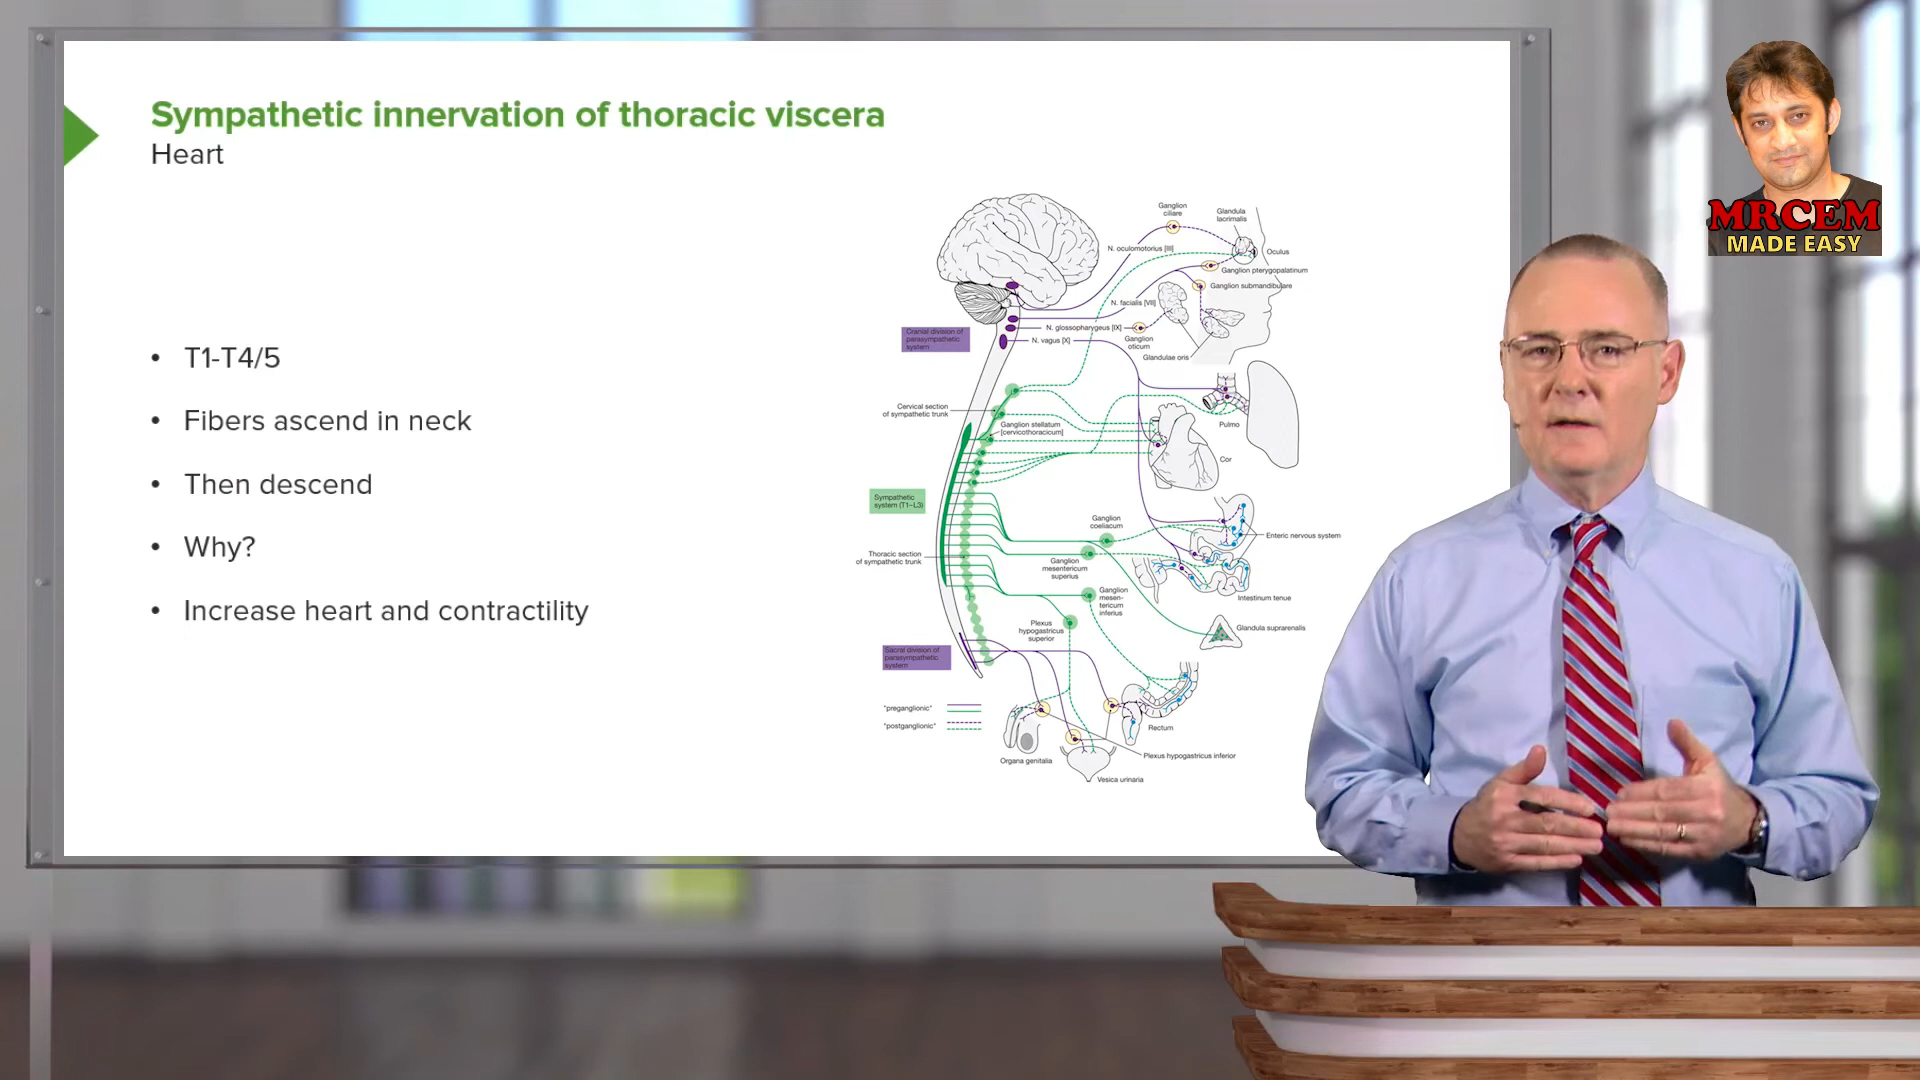 Sympathetic innervation of thoracic viscera
Heart
• T1-T4/5
• Fibers ascend in neck
• Then descend
• Why?
• Increase heart and contractility
Ganglion
ciliare
Glandula
lacrimalis
N. oculomotorius [III]
Oculus
Ganglion pterygopalatinum
Ganglion submandibulare
N. facialis [VII]
N. glossopharygeus [IX]
Cranial division of
parasympathetic
system
N. vagus [X]
Ganglion
oticum
Glandulae oris
Cervical section
of sympathetic trunk
Ganglion stellatum
[cervicothoracicum]
Pulmo
Cor
Sympathetic
system (T1–L3)
Ganglion
coeliacum
Enteric nervous system
Thoracic section
of sympathetic trunk
Ganglion
mesentericum
superius
Ganglion
mesen-
tericum
inferius
Intestinum tenue
Plexus
hypogastricus
superior
Glandula suprarenalis
Sacral division of
parasympathetic
system
"preganglionic"
"postganglionic"
Rectum
Plexus hypogastricus inferior
Organa genitalia
Vesica urinaria
MRCEM
MADE EASY